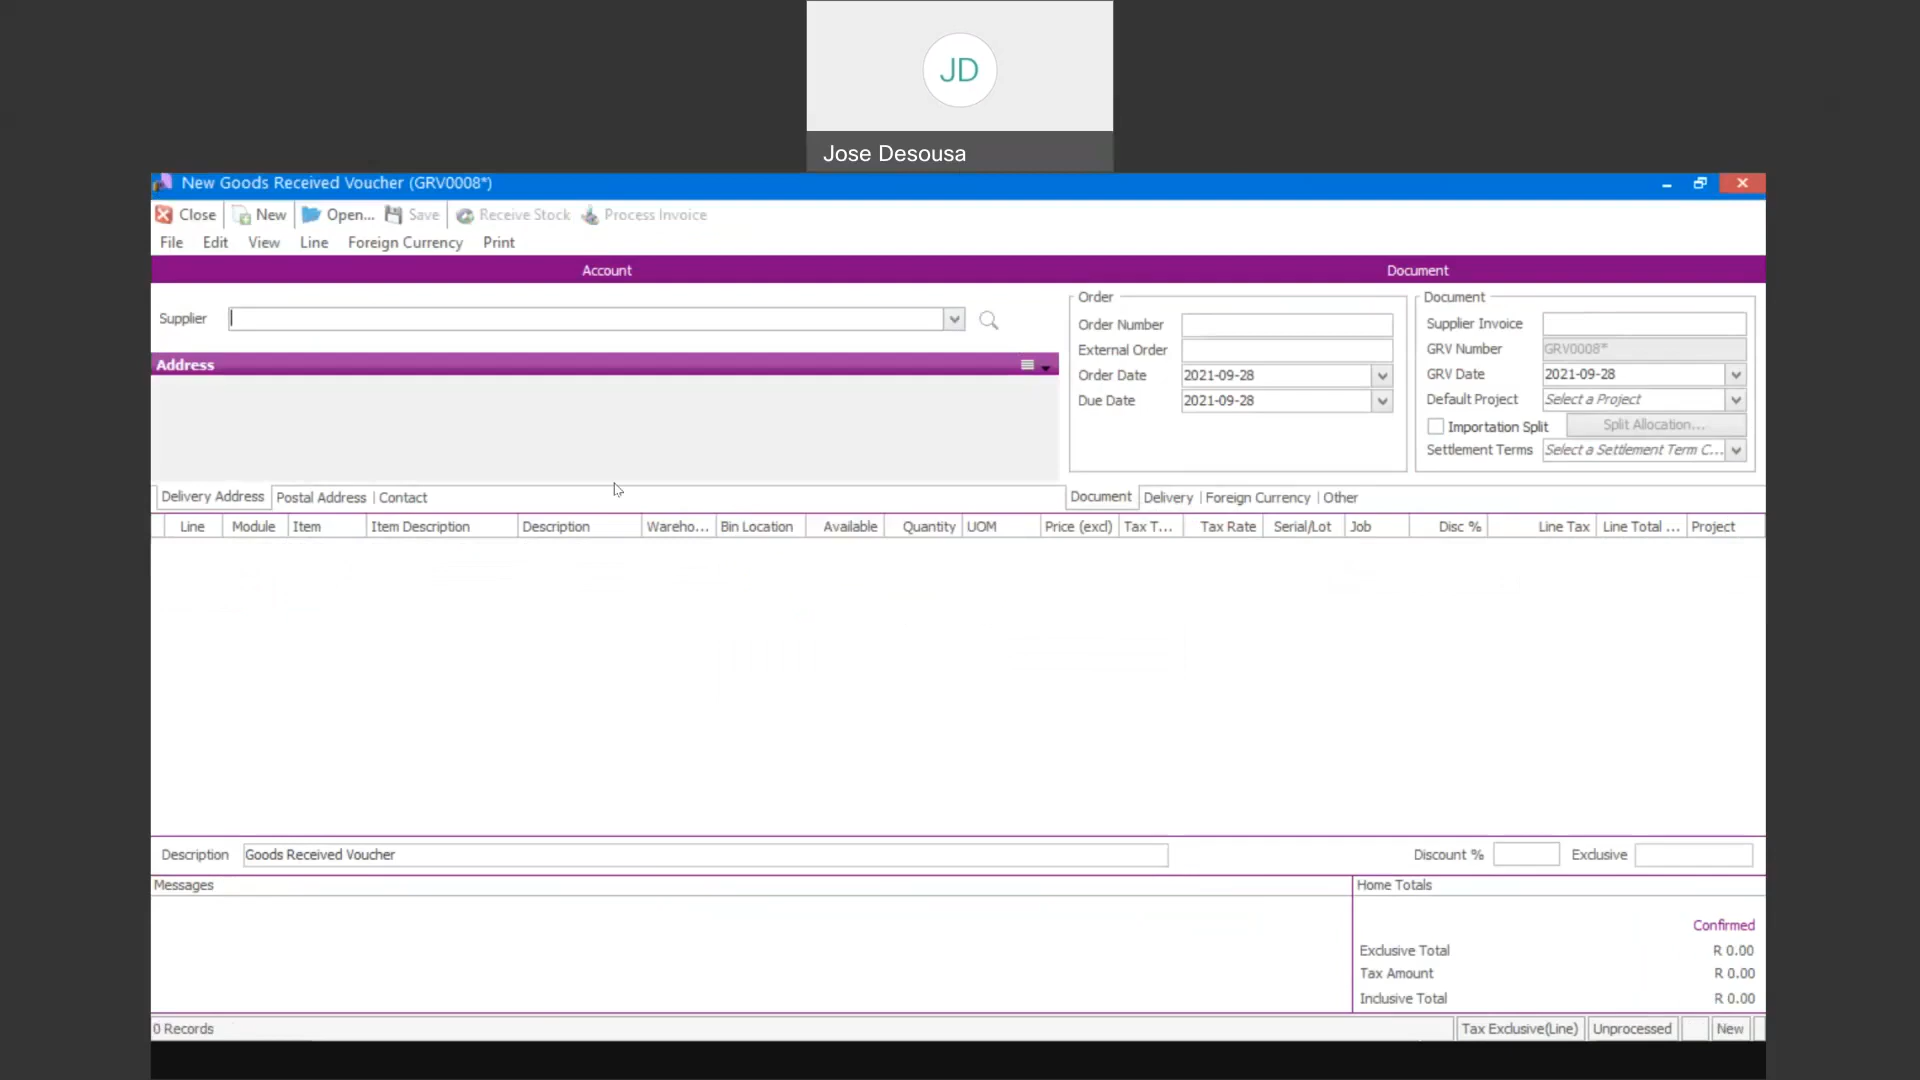 JD
Jose Desousa
New Goods Received Voucher (GRV0008*)
Close New Open... Save Receive Stock Process Invoice
File Edit View Line Foreign Currency Print
Account Document
Supplier
Address
Order
Order Number
External Order
Order Date 2021-09-28
Due Date 2021-09-28
Document
Supplier Invoice
GRV Number GRV0008*
GRV Date 2021-09-28
Default Project Select a Project
Importation Split Split Allocation...
Settlement Terms Select a Settlement Term C...
Delivery Address Postal Address Contact Document Delivery Foreign Currency Other
Line Module Item Item Description Description Wareho... Bin Location Available Quantity UOM Price (excl) Tax T... Tax Rate Serial/Lot Job Disc % Line Tax Line Total ... Project
Description Goods Received Voucher Discount % Exclusive
Messages Home Totals
Confirmed
Exclusive Total R 0.00
Tax Amount R 0.00
Inclusive Total R 0.00
0 Records Tax Exclusive(Line) Unprocessed New